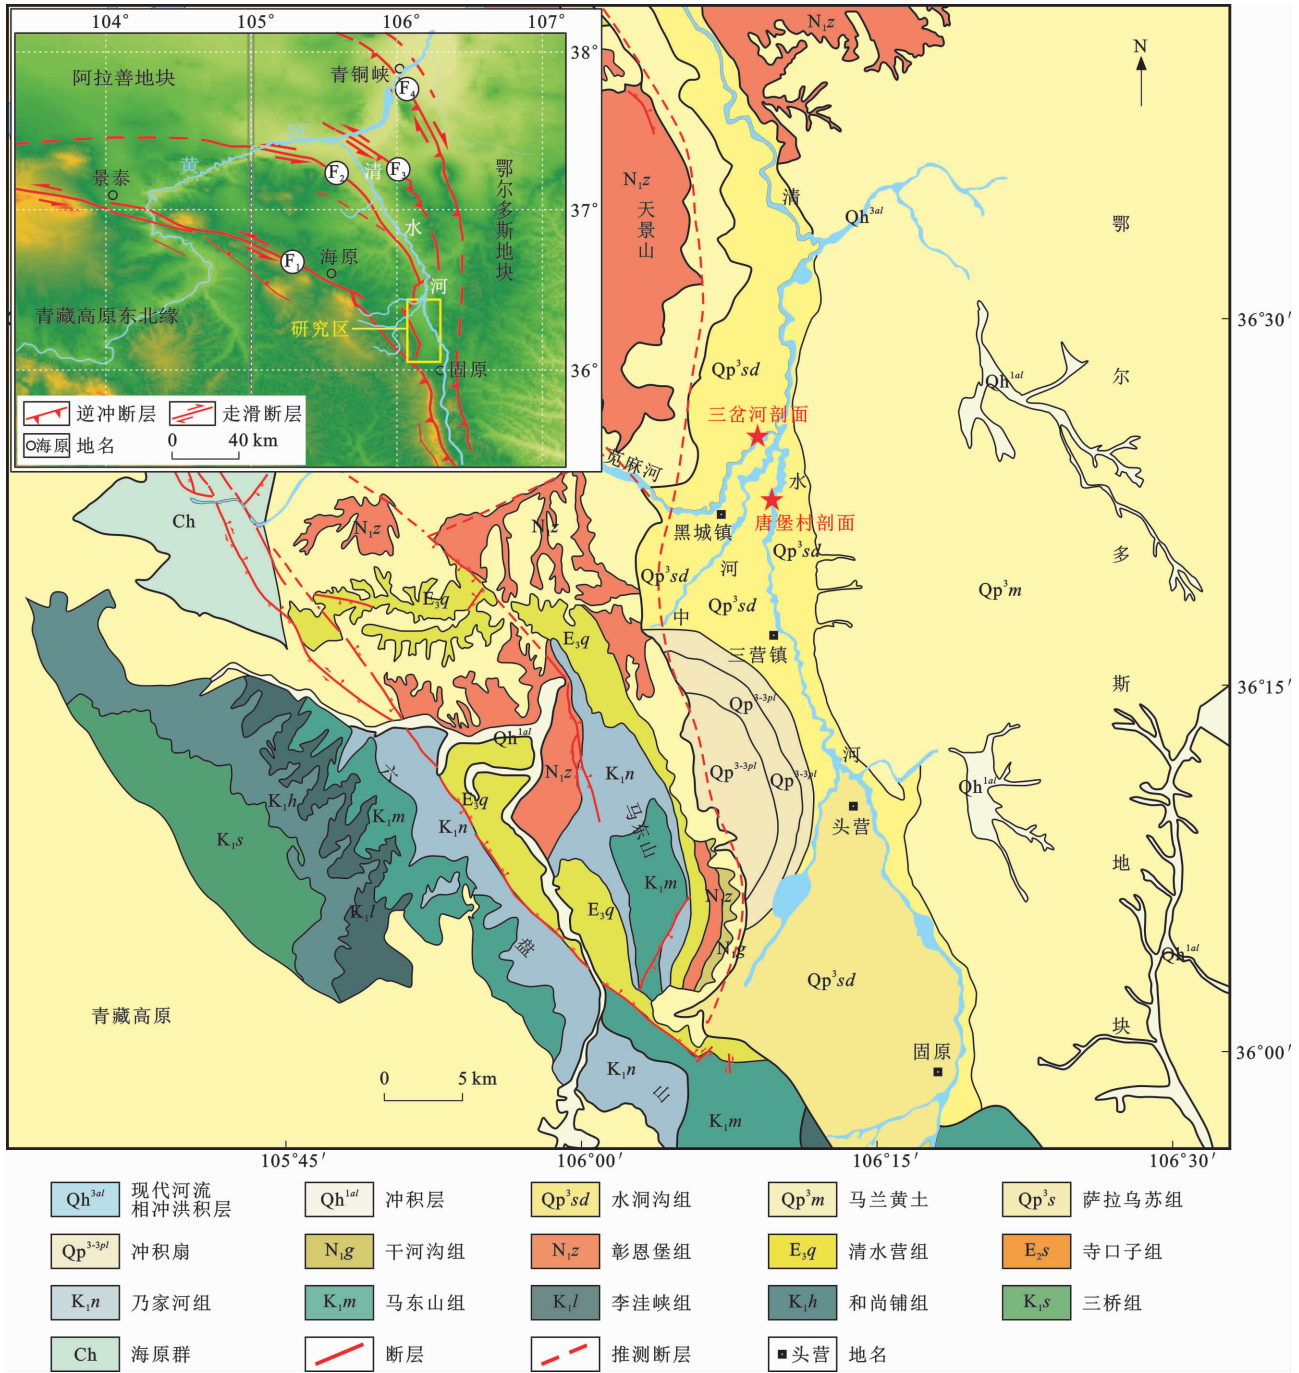 104°
105°
106°
107°
38°
37°
36°
阿拉善地块
青铜峡
F4
河
黄
清
F3
F2
景泰
水
鄂尔多斯地块
F1
海原
河
青藏高原东北缘
研究区
固原
逆冲断层
走滑断层
海原 地名
0 40 km
N
N₁z
N₁z
天景山
清
Qh³ᵃˡ
鄂
36°30′
Qp³sd
Qh¹ᵃˡ
尔
三岔河剖面
苋麻河
水
唐堡村剖面
黑城镇
Qp³sd
Ch
N₁z
N₁z
多
河
Qp³sd
Qp³sd
Qp³m
E₃q
中
E₃q
三营镇
斯
36°15′
Qp³⁻³ᵖˡ
Qh¹ᵃˡ
河
六
N₁z
K₁n
Qp³⁻³ᵖˡ
Qp³⁻³ᵖˡ
Qh¹ᵃˡ
K₁h
E₃q
马东山
头营
K₁m
K₁n
K₁s
地
K₁m
N₁z
K₁l
E₃q
盘
N₁g
Qh¹ᵃˡ
Qp³sd
青藏高原
块
固原
36°00′
K₁n
0 5 km
山
K₁m
105°45′
106°00′
106°15′
106°30′
Qh³ᵃˡ 现代河流
相冲洪积层
Qh¹ᵃˡ 冲积层
Qp³sd 水洞沟组
Qp³m 马兰黄土
Qp³s 萨拉乌苏组
Qp³⁻³ᵖˡ 冲积扇
N₁g 干河沟组
N₁z 彰恩堡组
E₃q 清水营组
E₂s 寺口子组
K₁n 乃家河组
K₁m 马东山组
K₁l 李洼峡组
K₁h 和尚铺组
K₁s 三桥组
Ch 海原群
断层
推测断层
头营 地名